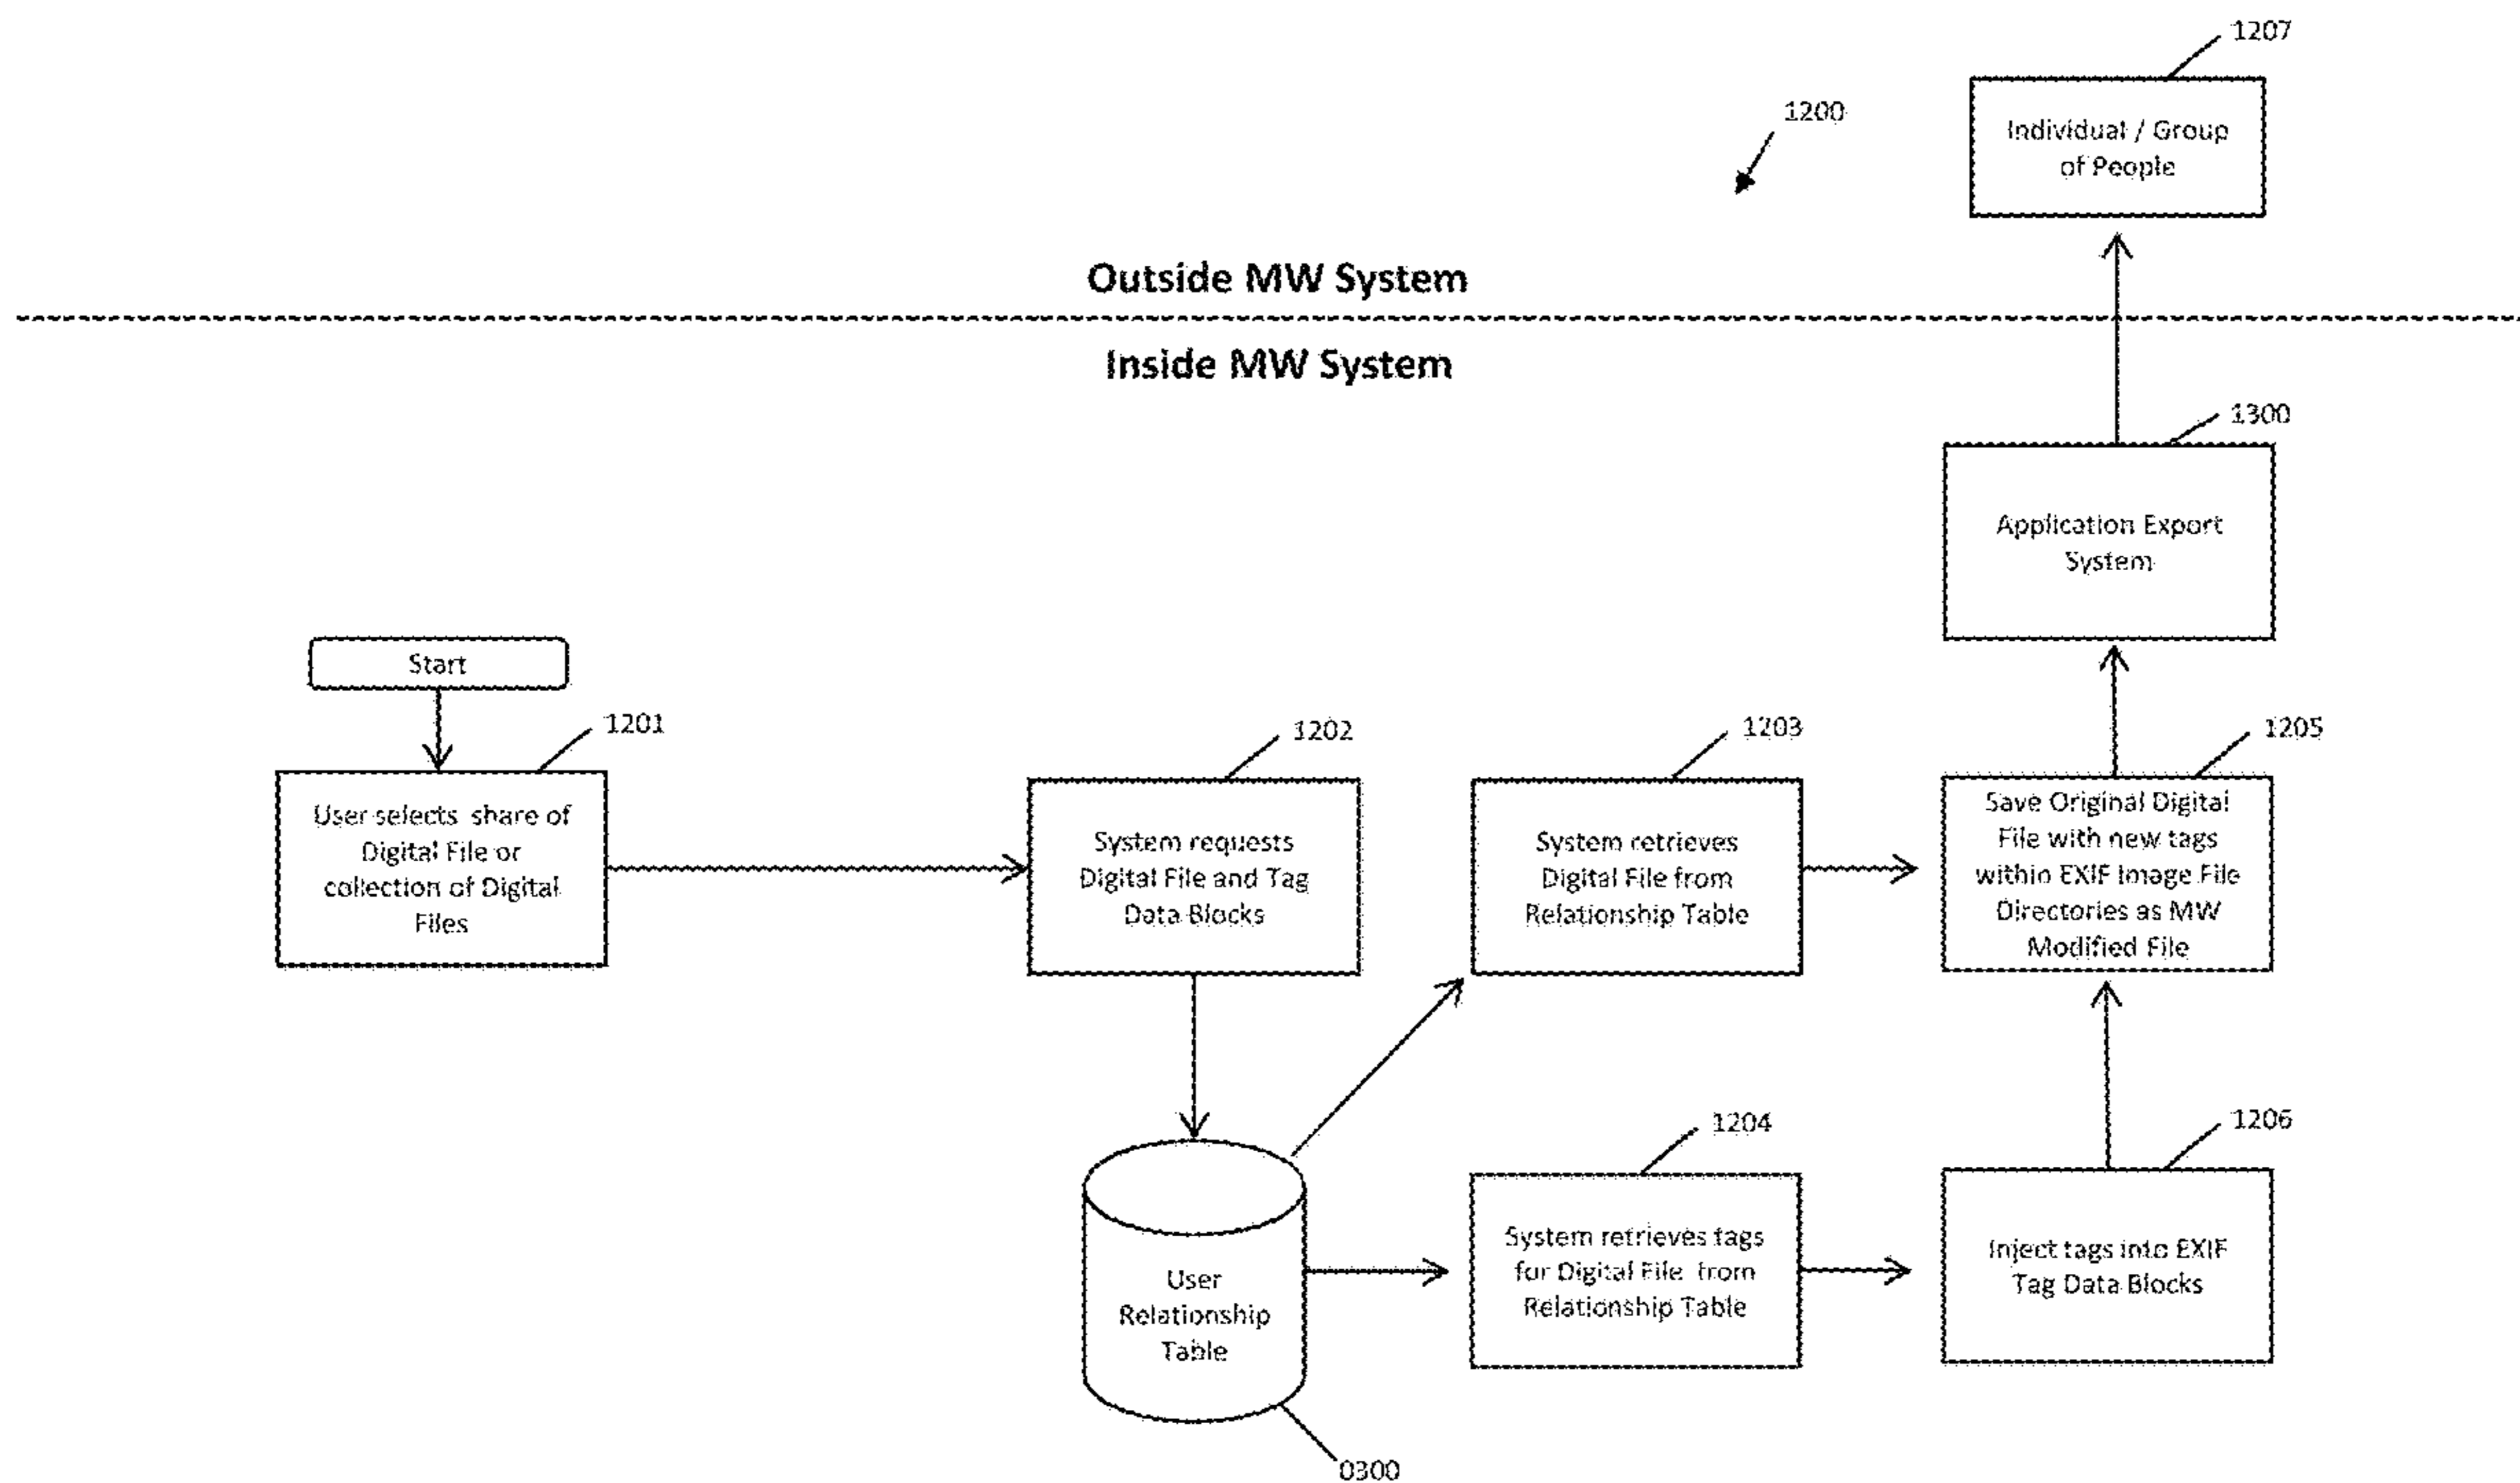 1207
Individual / Group
of People
1200
Outside MW System
Inside MW System
1300
Application Export
System
Start
1201
User selects share of
Digital File or
collection of Digital
Files
1202
System requests
Digital File and Tag
Data Blocks
1203
System retrieves
Digital File from
Relationship Table
1205
Save Original Digital
File with new tags
within EXIF Image File
Directories as MW
Modified File
User
Relationship
Table
0300
1204
System retrieves tags
for Digital File from
Relationship Table
1206
Inject tags into EXIF
Tag Data Blocks